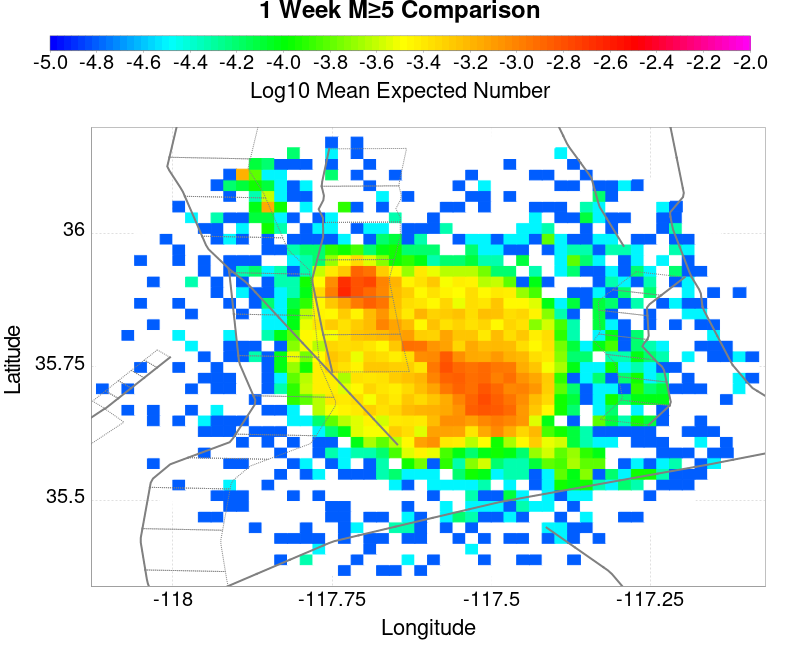 1 Week M≥5 Comparison
-5.0 -4.8 -4.6 -4.4 -4.2 -4.0 -3.8 -3.6 -3.4 -3.2 -3.0 -2.8 -2.6 -2.4 -2.2 -2.0
Log10 Mean Expected Number
36
35.75
35.5
Latitude
-118 -117.75 -117.5 -117.25
Longitude